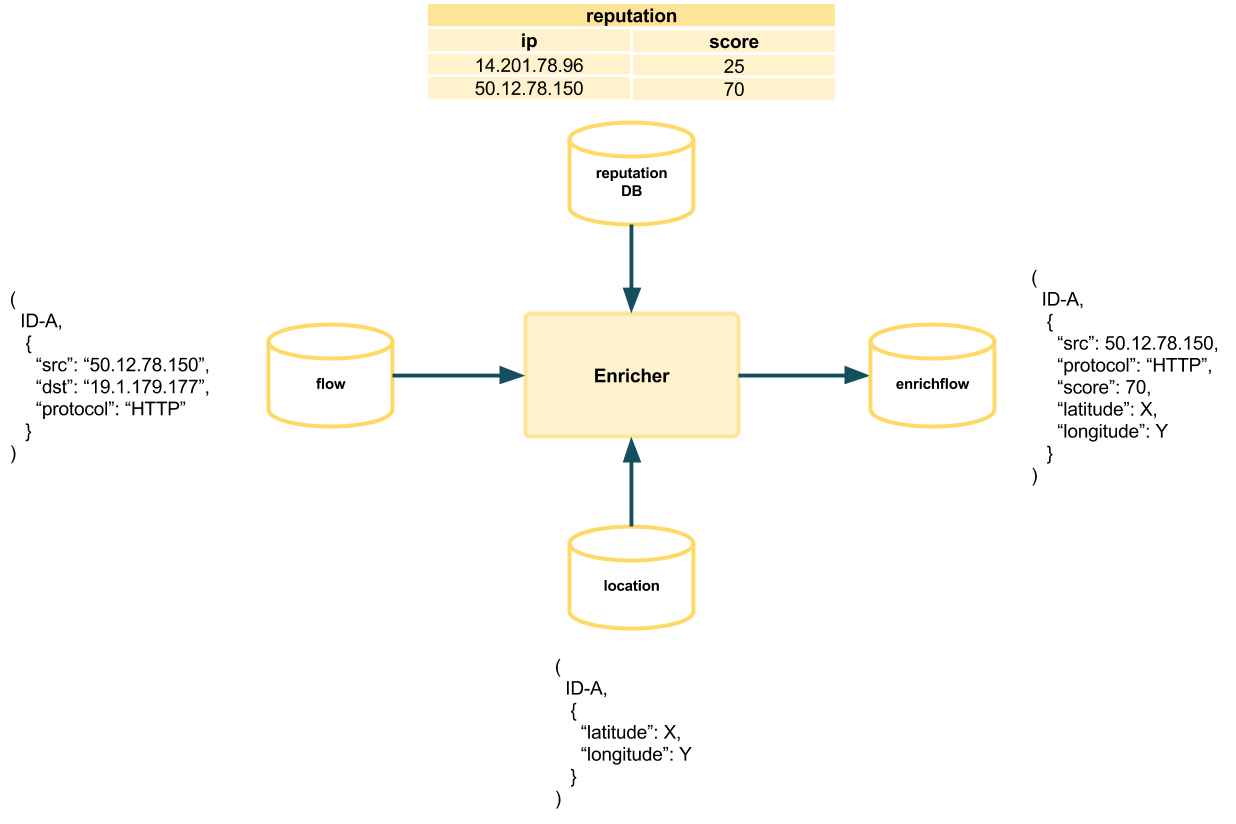 reputation
ip score
14.201.78.96 25
50.12.78.150 70
reputation
DB
(
ID-A,
{
“src”: “50.12.78.150”,
“dst”: “19.1.179.177”,
“protocol”: “HTTP”
}
)
flow
Enricher
enrichflow
(
ID-A,
{
“src”: 50.12.78.150,
“protocol”: “HTTP”,
“score”: 70,
“latitude”: X,
“longitude”: Y
}
)
location
(
ID-A,
{
“latitude”: X,
“longitude”: Y
}
)